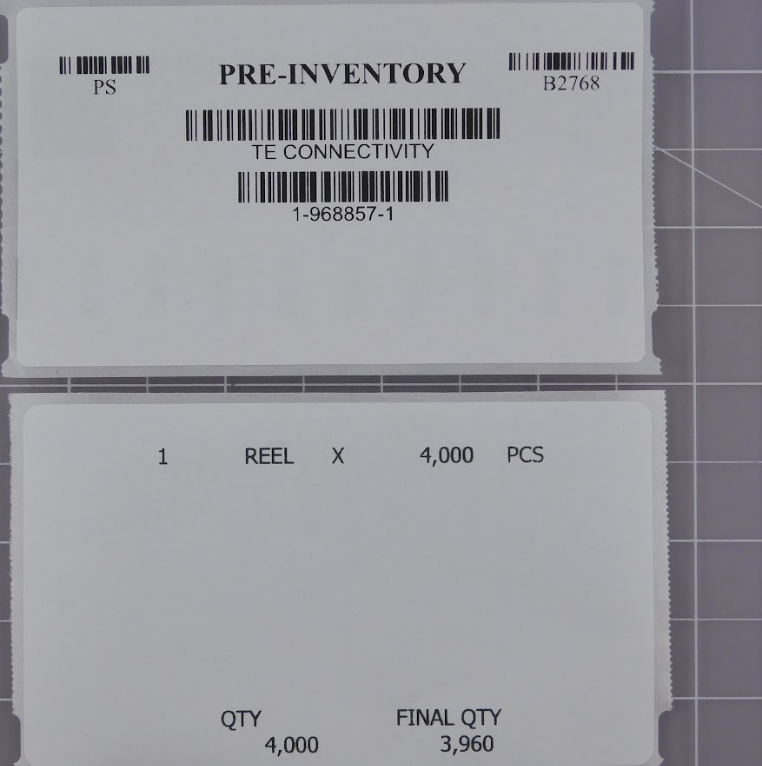 PRE-INVENTORY
PS
B2768
TE CONNECTIVITY
1-968857-1
1 REEL X 4,000 PCS
QTY FINAL QTY
4,000 3,960